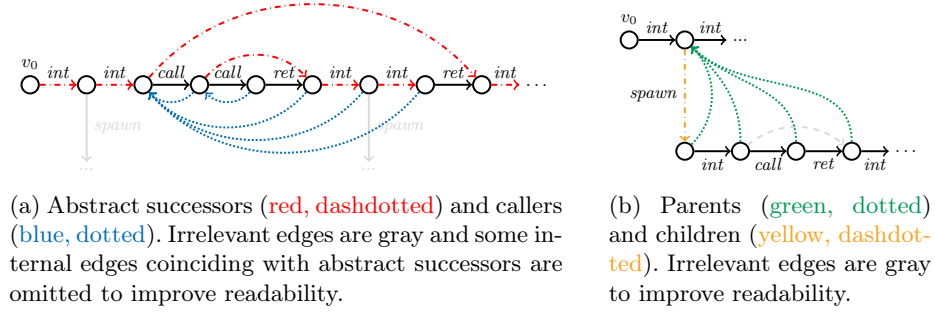 v0 int int call call ret int int ret int ...
spawn spawn
... ...
(a) Abstract successors (red, dashdotted) and callers
(blue, dotted). Irrelevant edges are gray and some in-
ternal edges coinciding with abstract successors are
omitted to improve readability.
v0 int int ...
spawn
int call ret int ...
(b) Parents (green, dotted)
and children (yellow, dashdot-
ted). Irrelevant edges are gray
to improve readability.